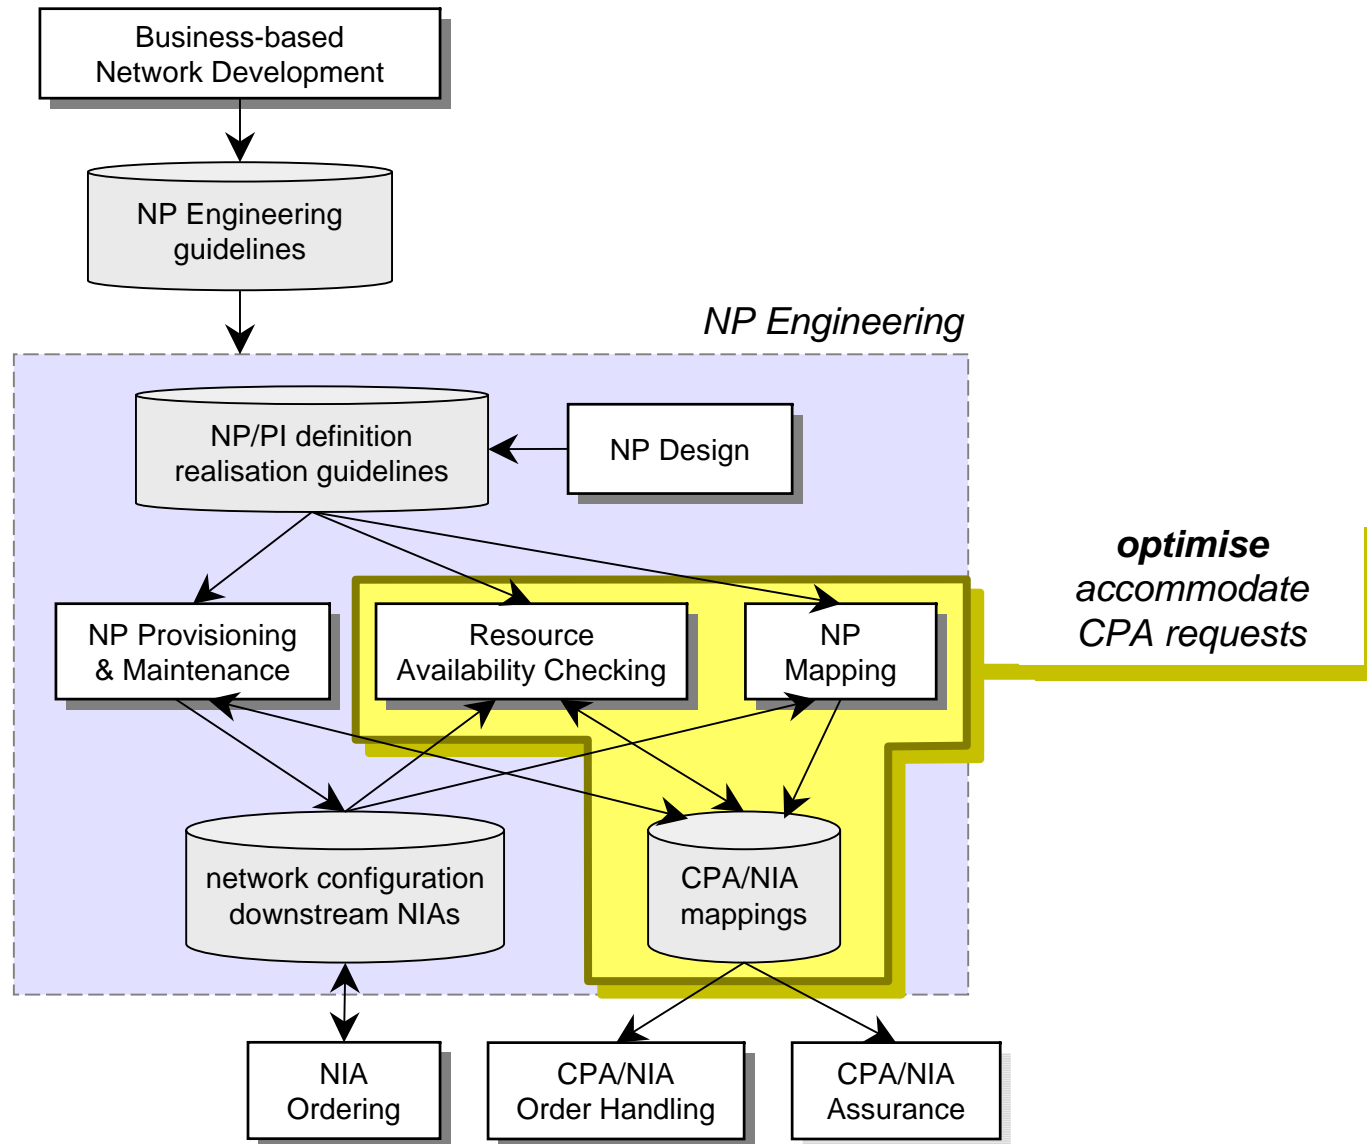 Business-based
Network Development
NP Engineering
guidelines
NP Engineering
NP/PI definition
realisation guidelines
NP Design
optimise
accommodate
CPA requests
NP Provisioning
& Maintenance
Resource
Availability Checking
NP
Mapping
network configuration
downstream NIAs
CPA/NIA
mappings
NIA
Ordering
CPA/NIA
Order Handling
CPA/NIA
Assurance